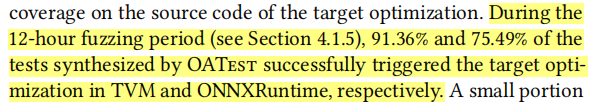 coverage on the source code of the target optimization. During the
12-hour fuzzing period (see Section 4.1.5), 91.36% and 75.49% of the
tests synthesized by OATest successfully triggered the target opti-
mization in TVM and ONNXRuntime, respectively. A small portion